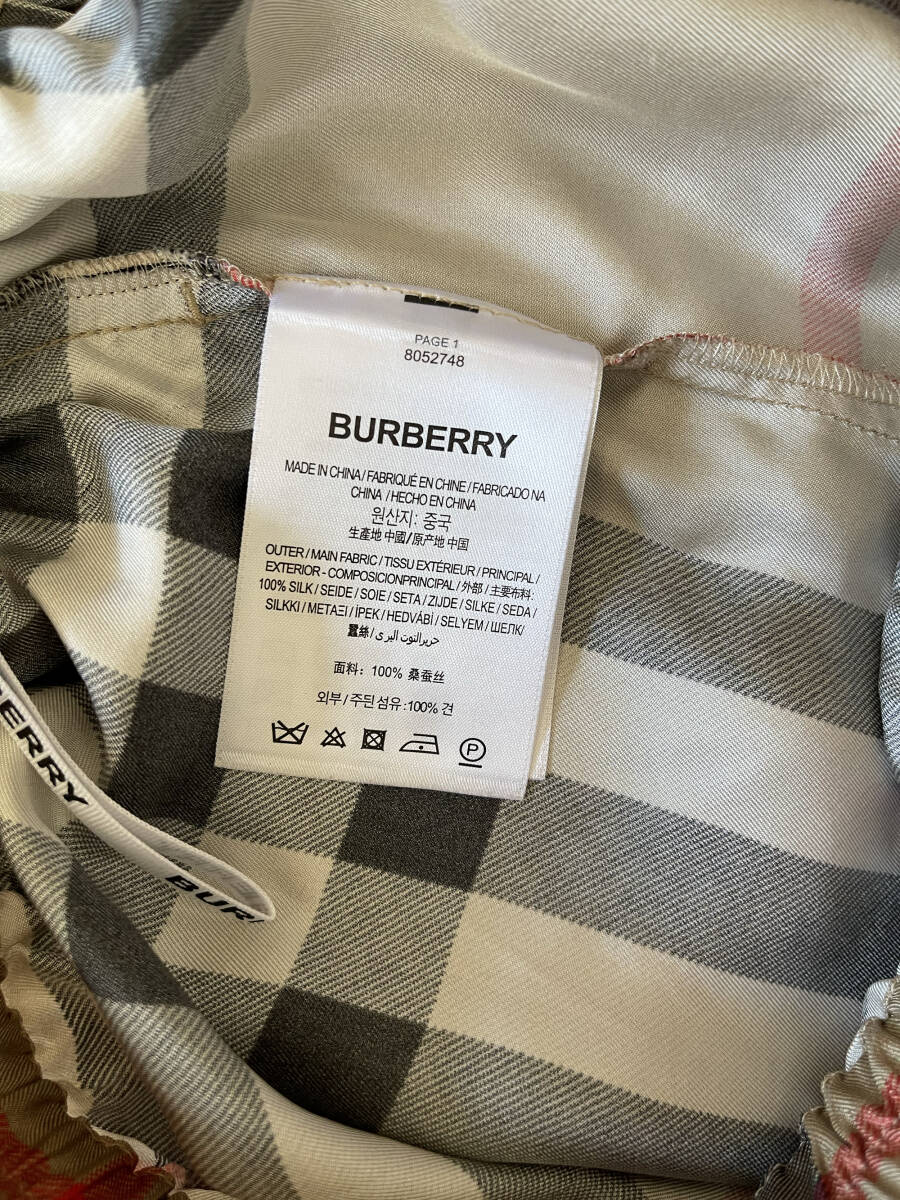 PAGE 1
8052748
BURBERRY
MADE IN CHINA / FABRIQUÉ EN CHINE / FABRICADO NA
CHINA / HECHO EN CHINA
원산지: 중국
生產地 中國/原产地 中国
OUTER / MAIN FABRIC / TISSU EXTÉRIEUR / PRINCIPAL /
EXTERIOR - COMPOSICIONPRINCIPAL / 外部 / 主要布料:
100% SILK / SEIDE / SOIE / SETA / ZIJDE / SILKE / SEDA /
SILKKI / ΜΕΤΑΞΙ / İPEK / HEDVÁBÍ / SELYEM / ШЕЛК/
蠶絲 / حرير التوت البري
面料: 100% 桑蚕丝
외부 / 주된 섬유 :100% 견
P
ERRY
BUR